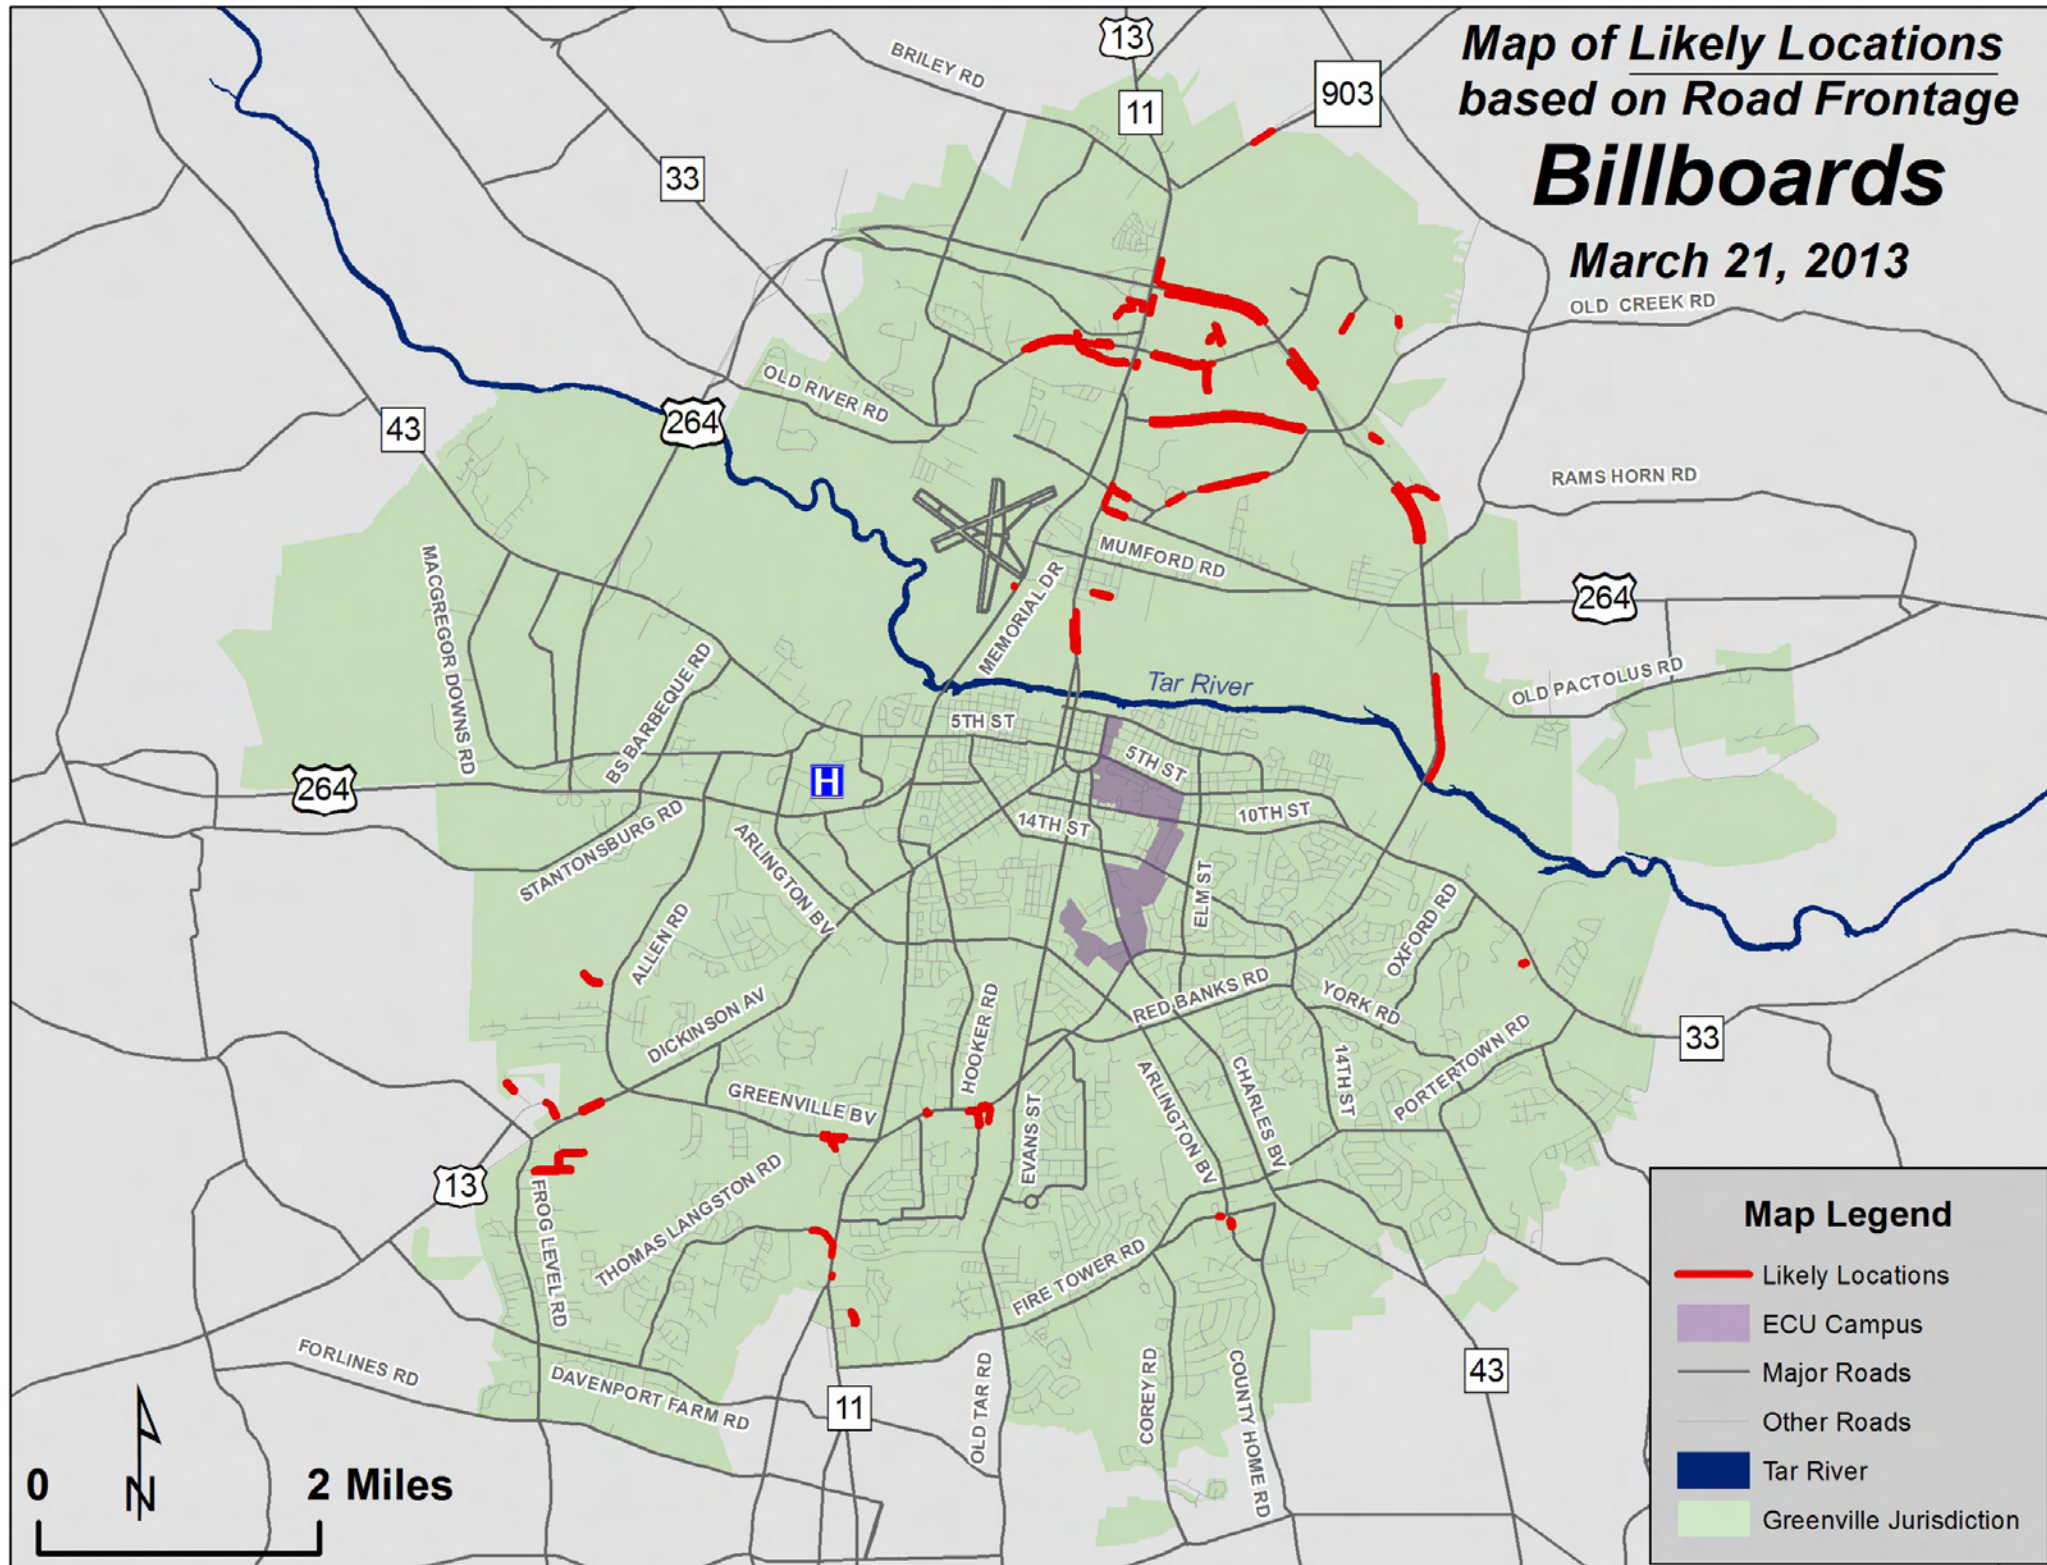 Map of Likely Locations
based on Road Frontage
Billboards
March 21, 2013
13
BRILEY RD
11
903
33
OLD CREEK RD
OLD RIVER RD
264
43
RAMS HORN RD
MUMFORD RD
MACGREGOR DOWNS RD
MEMORIAL DR
264
BS BARBEQUE RD
Tar River
OLD PACTOLUS RD
5TH ST
5TH ST
264
H
STANTONSBURG RD
14TH ST
10TH ST
ARLINGTON BV
ELM ST
OXFORD RD
ALLEN RD
RED BANKS RD
YORK RD
DICKINSON AV
HOOKER RD
33
PORTERTOWN RD
14TH ST
GREENVILLE BV
EVANS ST
ARLINGTON BV
CHARLES BV
13
FROG LEVEL RD
THOMAS LANGSTON RD
FIRE TOWER RD
FORLINES RD
DAVENPORT FARM RD
11
OLD TAR RD
COREY RD
COUNTY HOME RD
43
0
2 Miles
N
Map Legend
Likely Locations
ECU Campus
Major Roads
Other Roads
Tar River
Greenville Jurisdiction